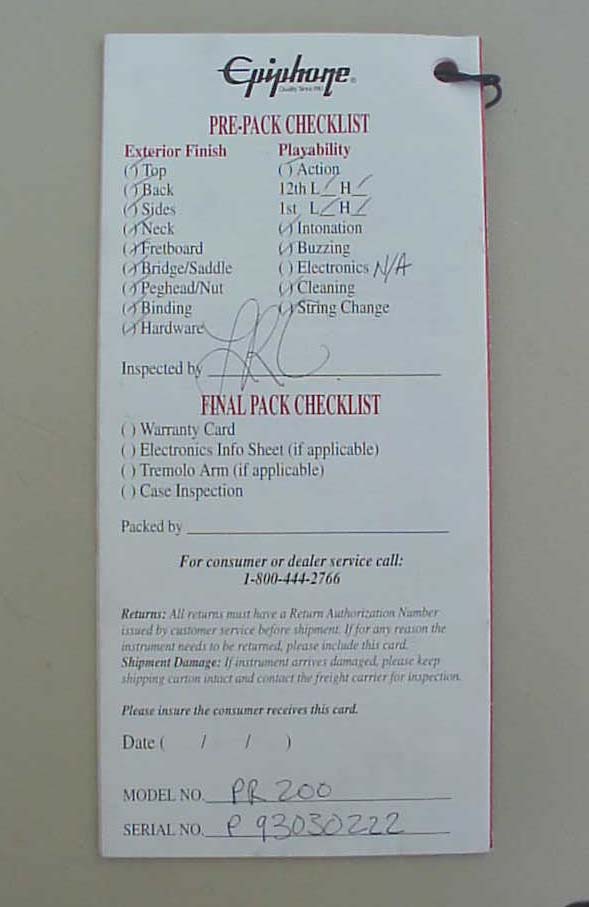 Epiphone®
Quality Since 1873
PRE-PACK CHECKLIST
Exterior Finish
(✓) Top
(✓) Back
(✓) Sides
(✓) Neck
(✓) Fretboard
(✓) Bridge/Saddle
(✓) Peghead/Nut
(✓) Binding
(✓) Hardware
Playability
( ) Action
12th L ✓ H ✓
1st L ✓ H ✓
(✓) Intonation
(✓) Buzzing
( ) Electronics N/A
(✓) Cleaning
(✓) String Change
Inspected by
FINAL PACK CHECKLIST
( ) Warranty Card
( ) Electronics Info Sheet (if applicable)
( ) Tremolo Arm (if applicable)
( ) Case Inspection
Packed by
For consumer or dealer service call:
1-800-444-2766
Returns: All returns must have a Return Authorization Number
issued by customer service before shipment. If for any reason the
instrument needs to be returned, please include this card.
Shipment Damage: If instrument arrives damaged, please keep
shipping carton intact and contact the freight carrier for inspection.
Please insure the consumer receives this card.
Date ( / / )
MODEL NO. PR 200
SERIAL NO. P 93030222